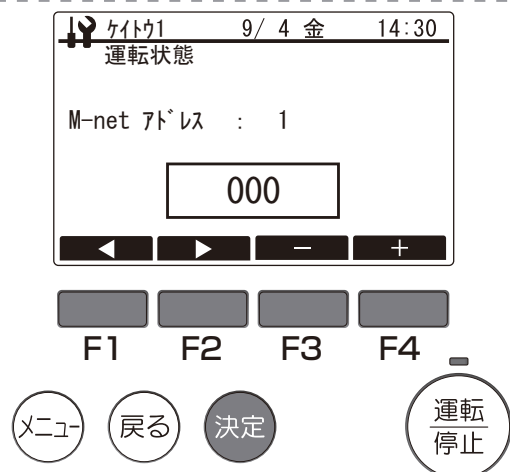 ケイトウ1 9/ 4 金 14:30
運転状態
M-net アドレス : 1
000
◀ ▶ － ＋
F1 F2 F3 F4
メニュー 戻る 決定 運転
停止